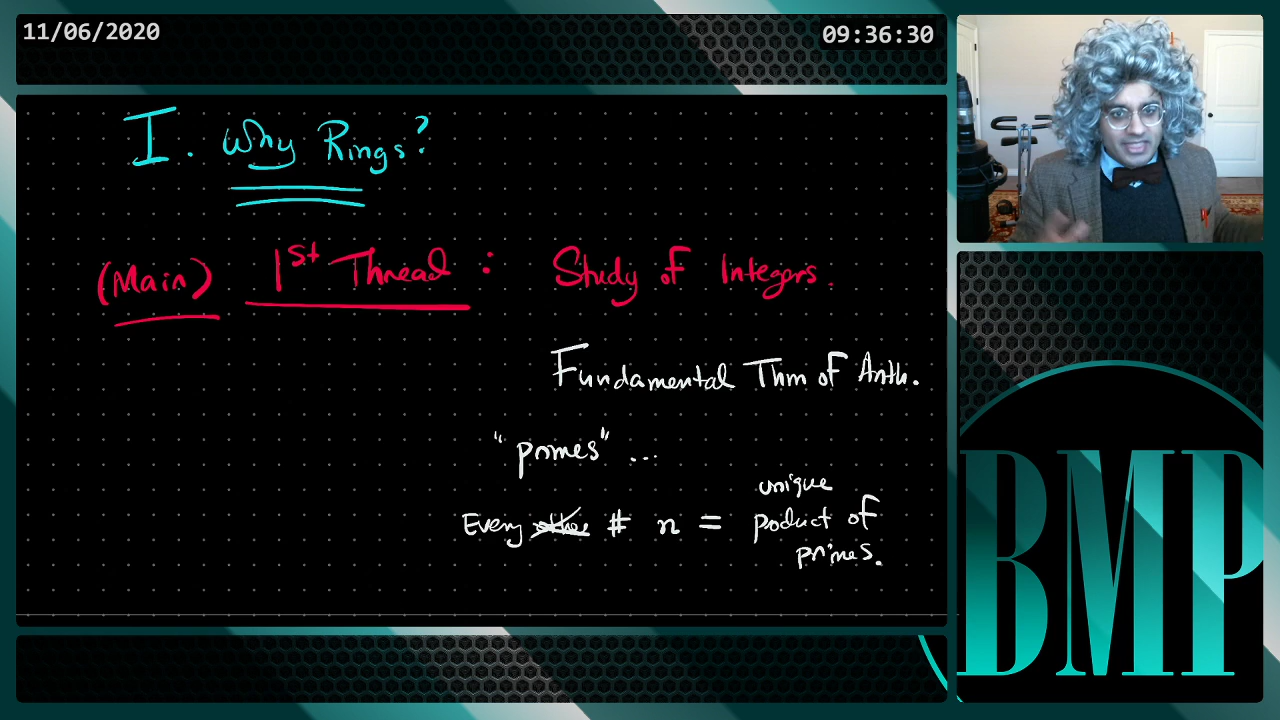 11/06/2020
09:36:30
I. Why Rings?
(Main) 1st Thread: Study of Integers.
Fundamental Thm of Arith.
"primes" ...
unique
Every # n = product of
primes.
BMP